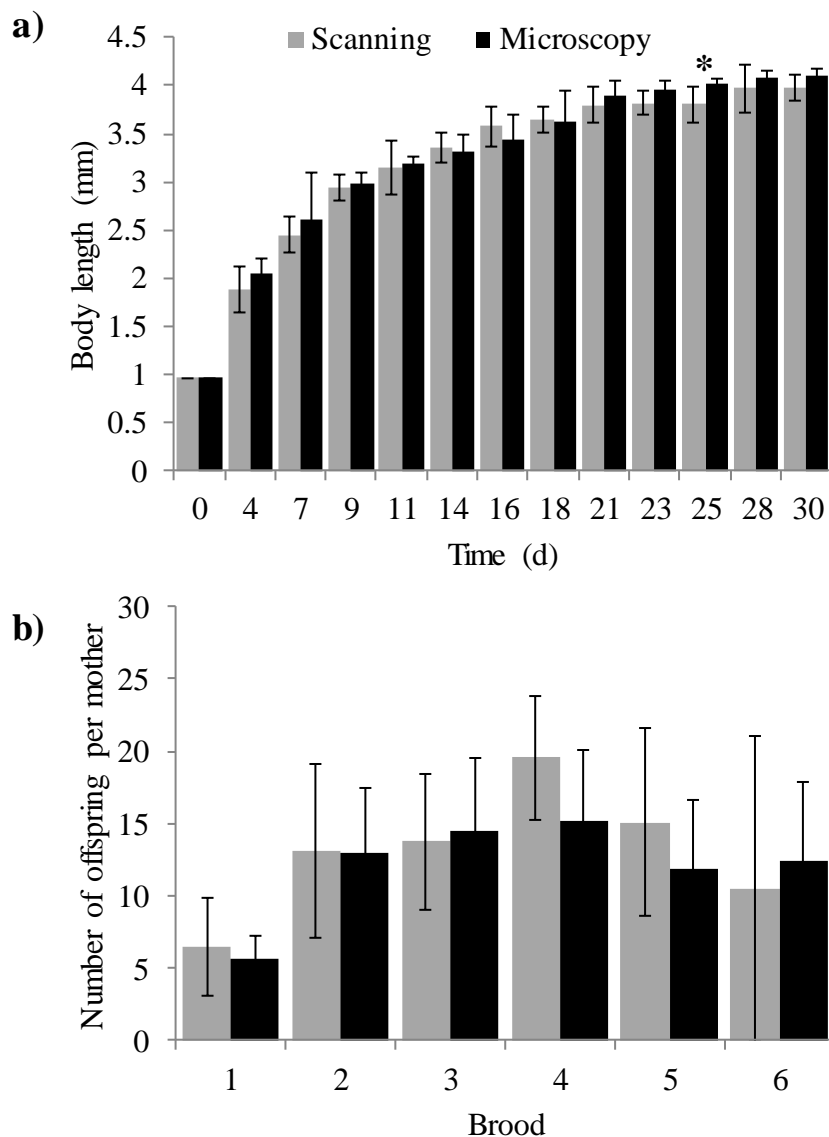 a)
Scanning Microscopy
Body length (mm)
4.5
4
3.5
3
2.5
2
1.5
1
0.5
0
*
0 4 7 9 11 14 16 18 21 23 25 28 30
Time (d)
b)
Number of offspring per mother
30
25
20
15
10
5
0
1 2 3 4 5 6
Brood